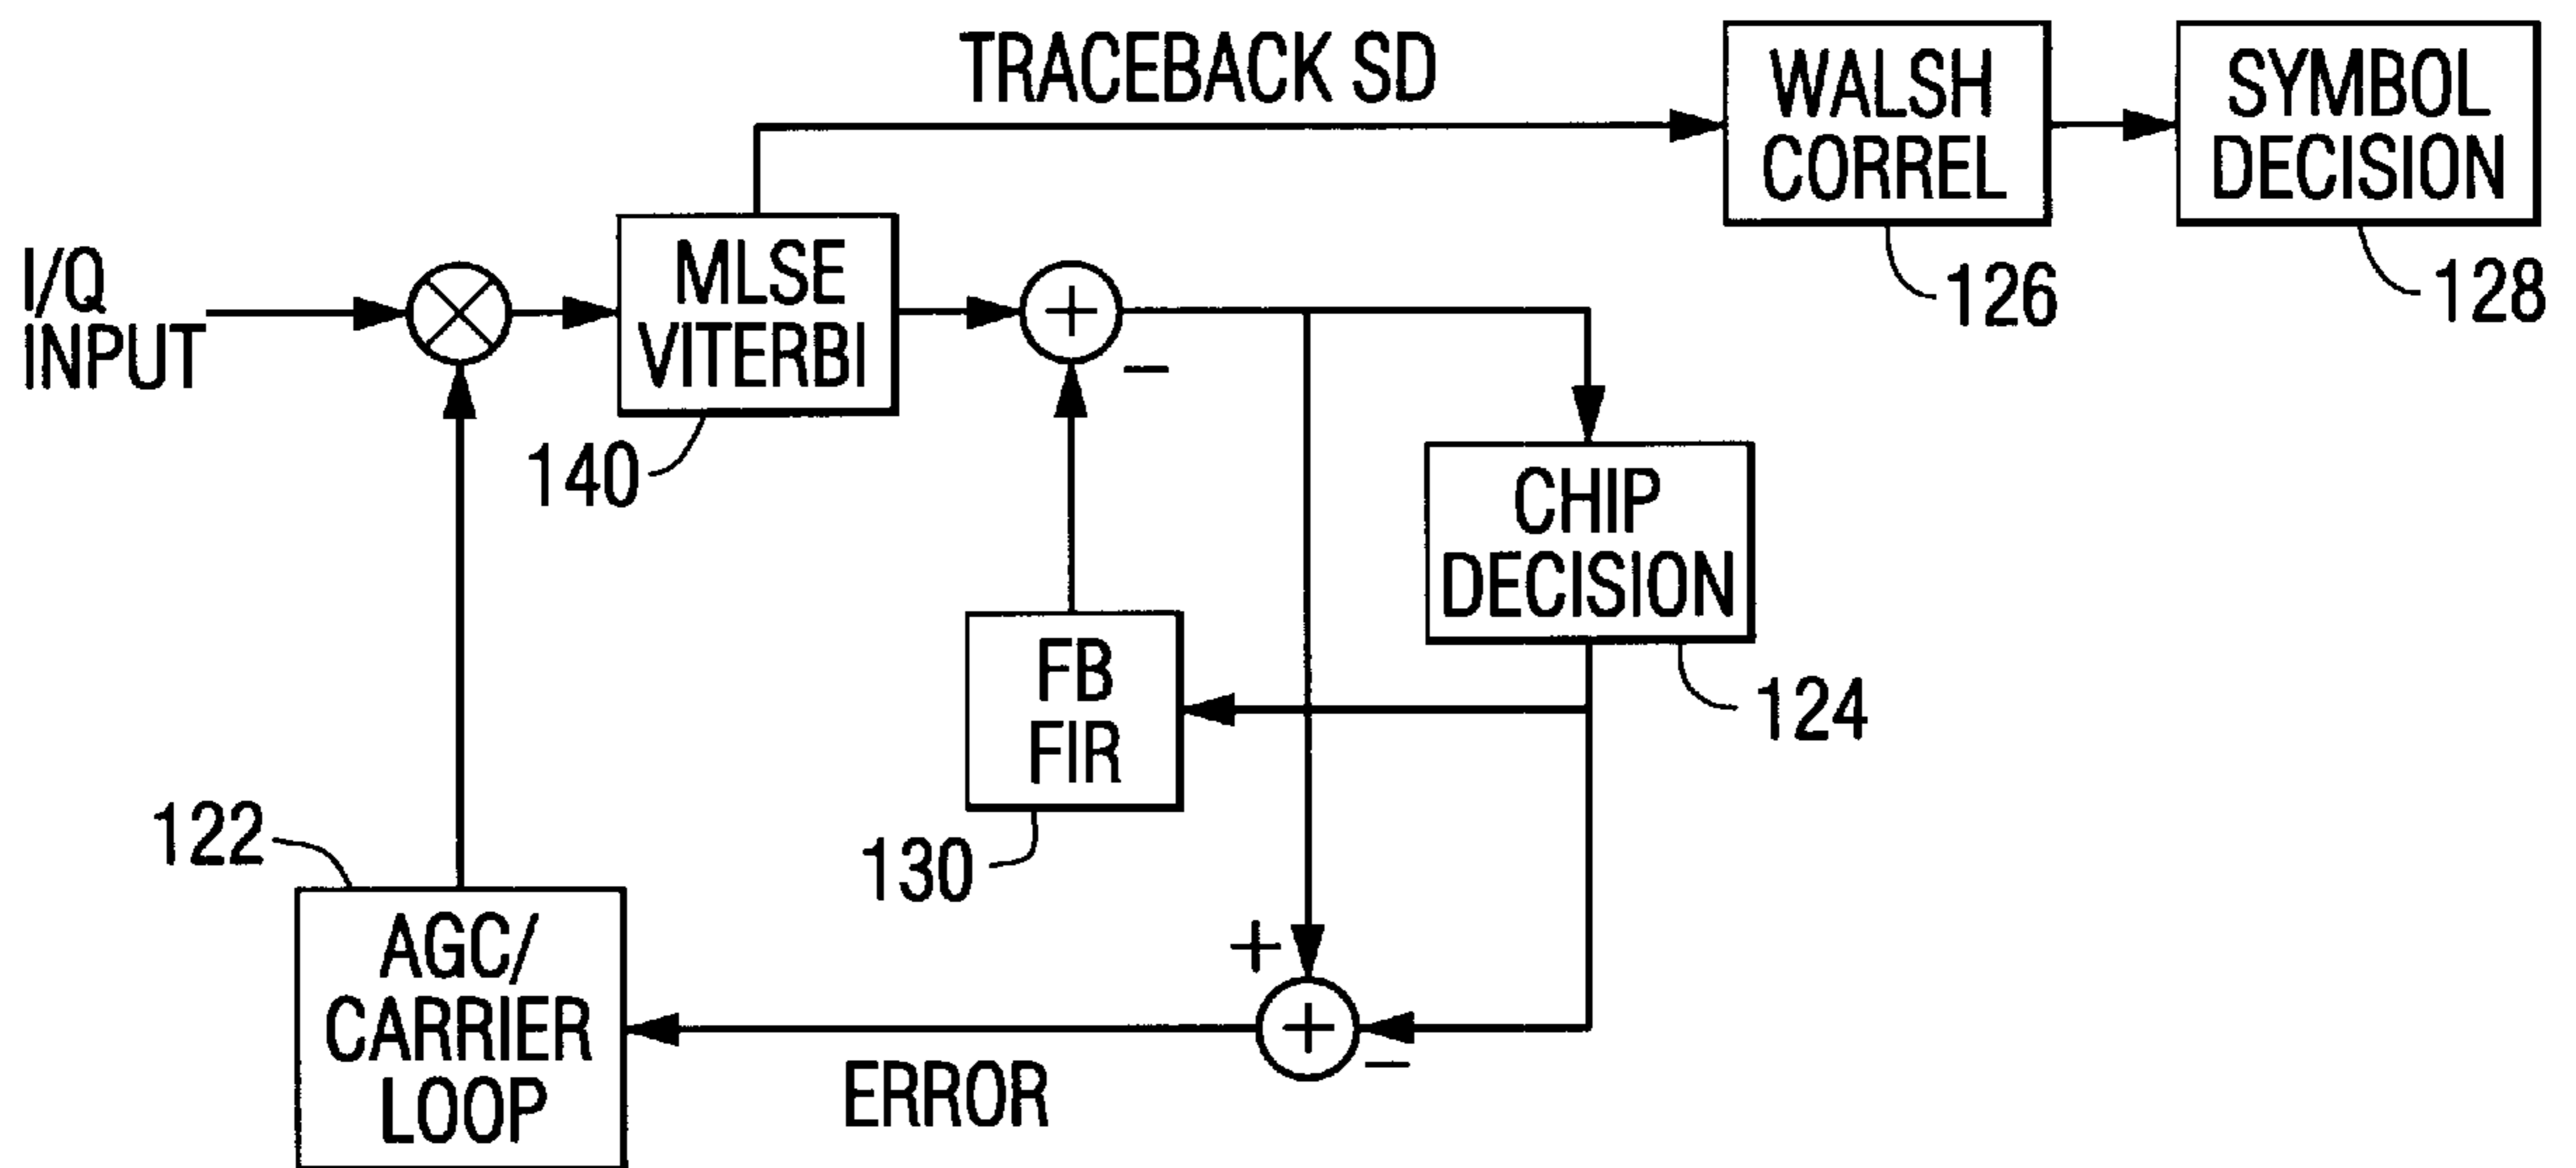 TRACEBACK SD
WALSH
CORREL
SYMBOL
DECISION
126
128
I/Q
INPUT
MLSE
VITERBI
140
+
−
CHIP
DECISION
124
FB
FIR
130
122
AGC/
CARRIER
LOOP
+
+
−
ERROR